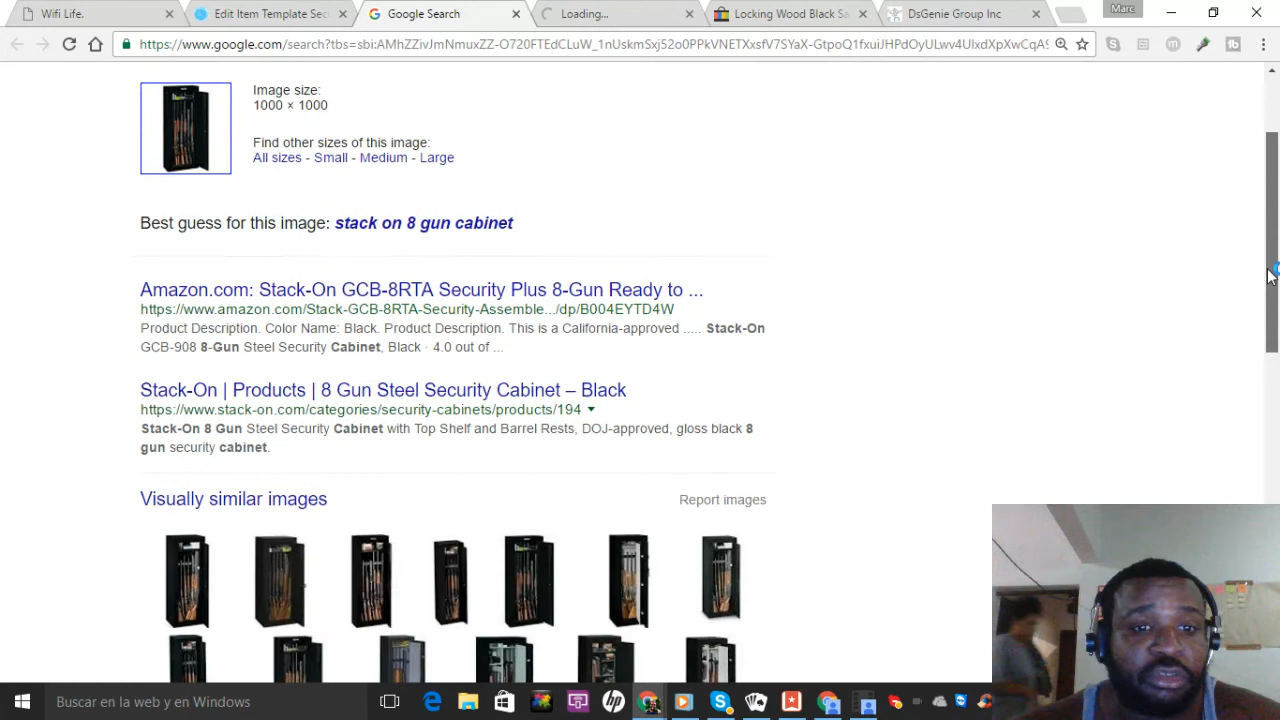 Wifi Life.
Edit Item Template Sec
Google Search
Loading...
Locking Wood Black Sa
DsGenie Group Inc
Marc
https://www.google.com/search?tbs=sbi:AMhZZivJmNmuxZZ-O720FTEdCLuW_1nUskmSxj52o0PPkVNETXxsfV7SYaX-GtpoQ1fxuiJHPdOyULwv4UlxdXpXwCqA9
Image size:
1000 × 1000
Find other sizes of this image:
All sizes - Small - Medium - Large
Best guess for this image: stack on 8 gun cabinet
Amazon.com: Stack-On GCB-8RTA Security Plus 8-Gun Ready to ...
https://www.amazon.com/Stack-GCB-8RTA-Security-Assemble.../dp/B004EYTD4W
Product Description. Color Name: Black. Product Description. This is a California-approved ..... Stack-On
GCB-908 8-Gun Steel Security Cabinet, Black · 4.0 out of ...
Stack-On | Products | 8 Gun Steel Security Cabinet – Black
https://www.stack-on.com/categories/security-cabinets/products/194
Stack-On 8 Gun Steel Security Cabinet with Top Shelf and Barrel Rests, DOJ-approved, gloss black 8
gun security cabinet.
Visually similar images
Report images
Buscar en la web y en Windows